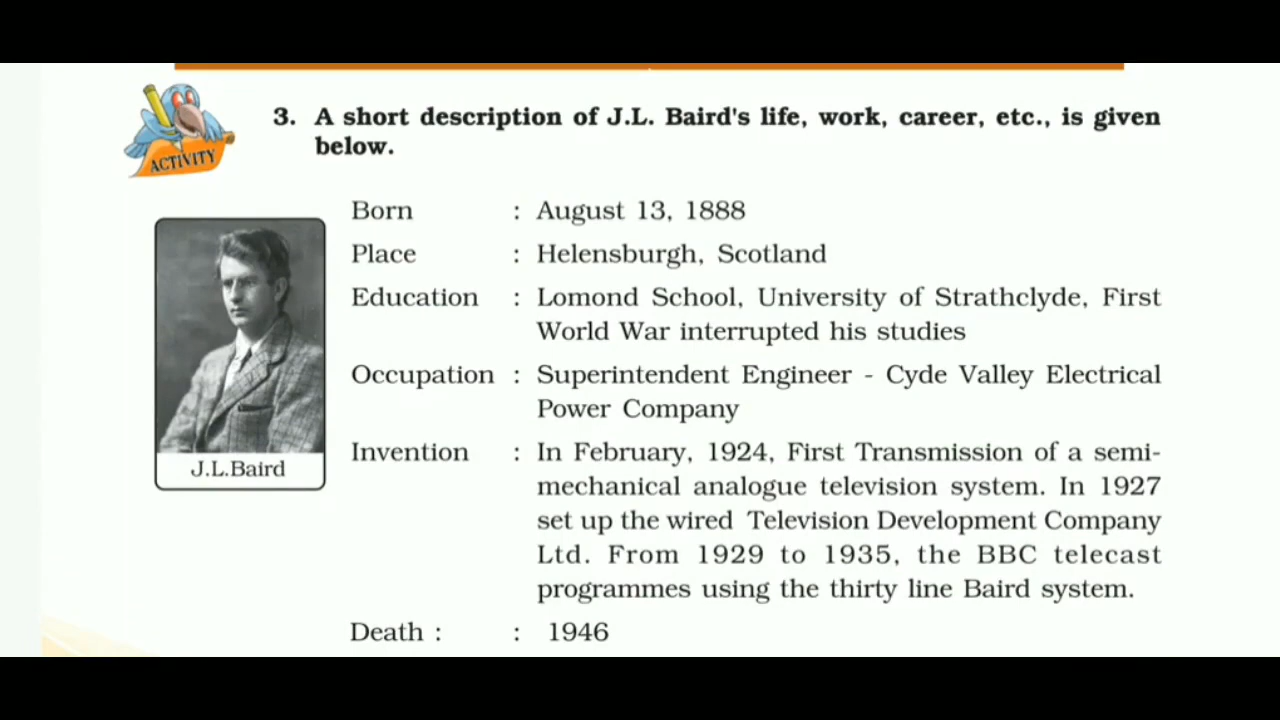 ACTIVITY
3. A short description of J.L. Baird's life, work, career, etc., is given
below.
Born : August 13, 1888
Place : Helensburgh, Scotland
Education : Lomond School, University of Strathclyde, First
World War interrupted his studies
Occupation : Superintendent Engineer - Cyde Valley Electrical
Power Company
Invention : In February, 1924, First Transmission of a semi-
mechanical analogue television system. In 1927
set up the wired Television Development Company
Ltd. From 1929 to 1935, the BBC telecast
programmes using the thirty line Baird system.
Death : : 1946
J.L.Baird